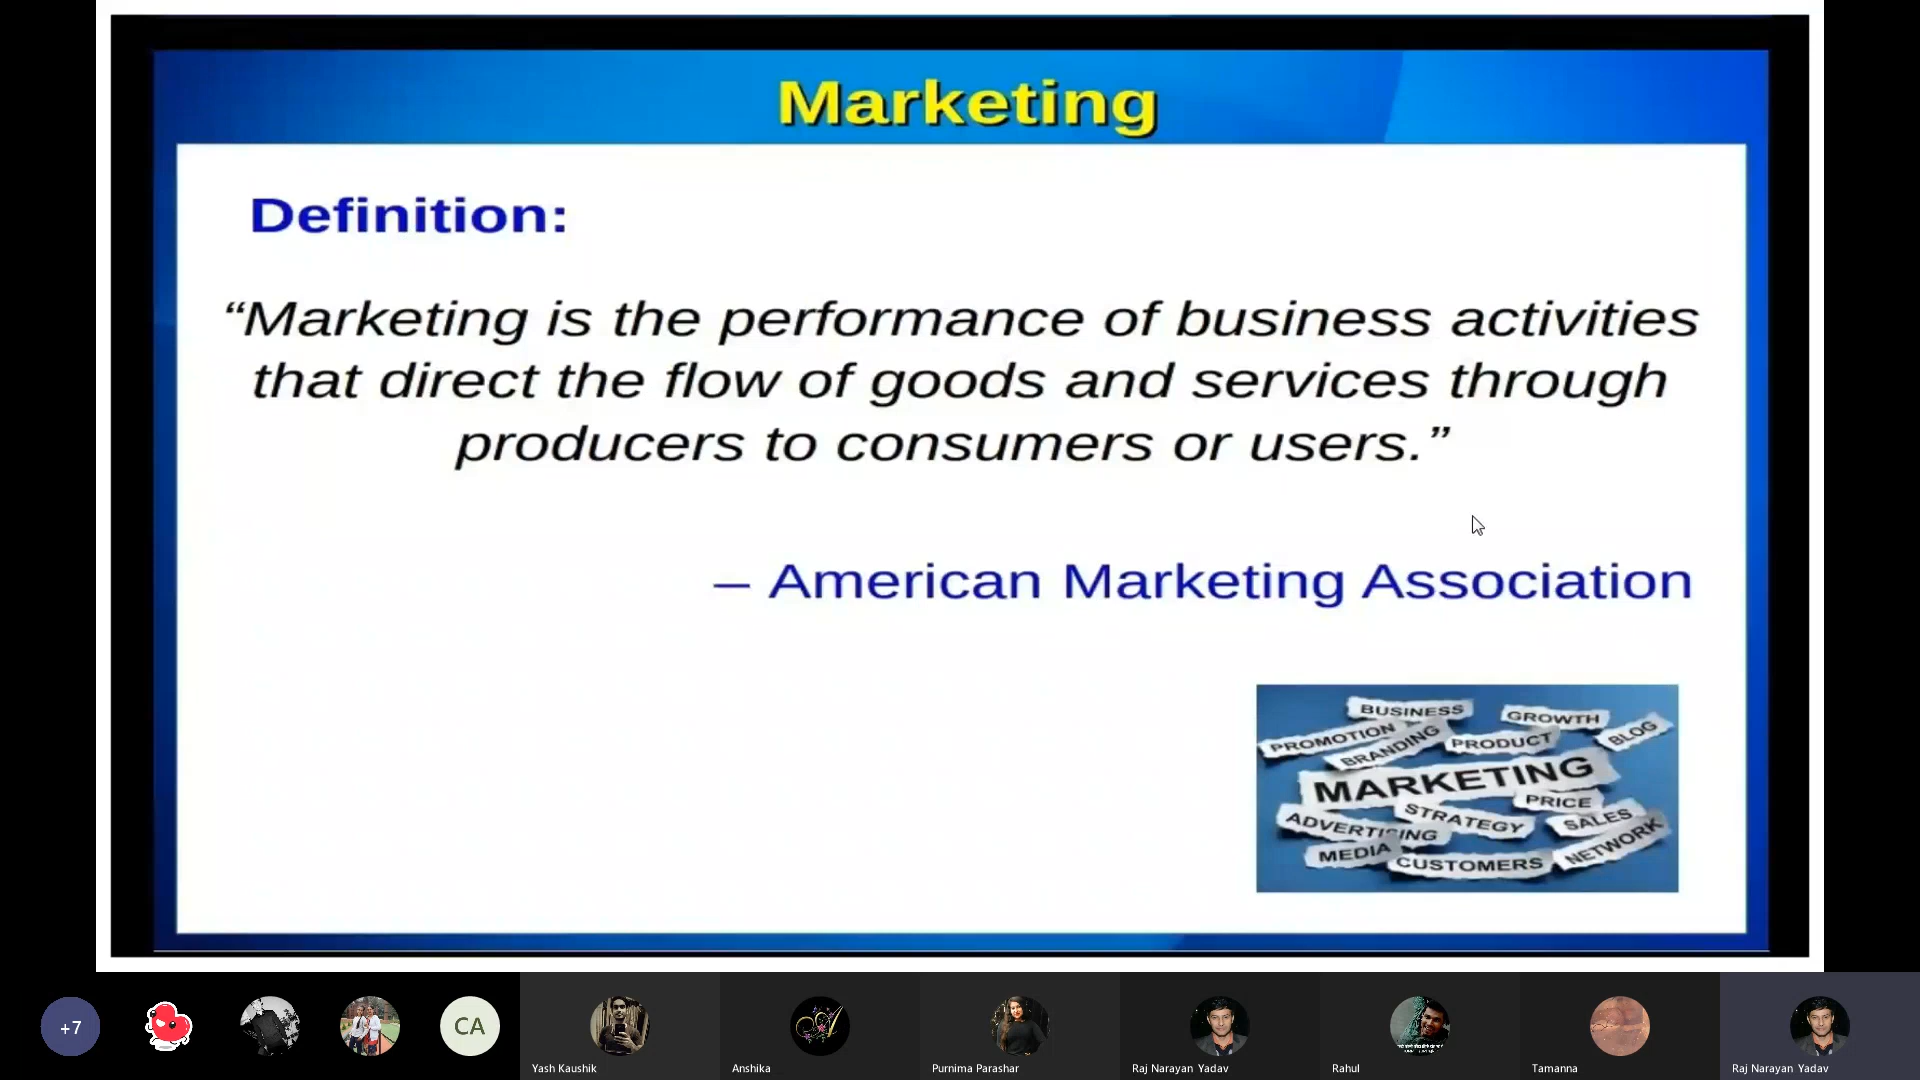 Marketing
Definition:
“Marketing is the performance of business activities
that direct the flow of goods and services through
producers to consumers or users.”
– American Marketing Association
BUSINESS
GROWTH
PROMOTION
BRANDING
PRODUCT
BLOG
MARKETING
PRICE
STRATEGY
SALES
ADVERTISING
NETWORK
MEDIA
CUSTOMERS
+7
CA
Yash Kaushik
Anshika
Purnima Parashar
Raj Narayan Yadav
Rahul
Tamanna
Raj Narayan Yadav